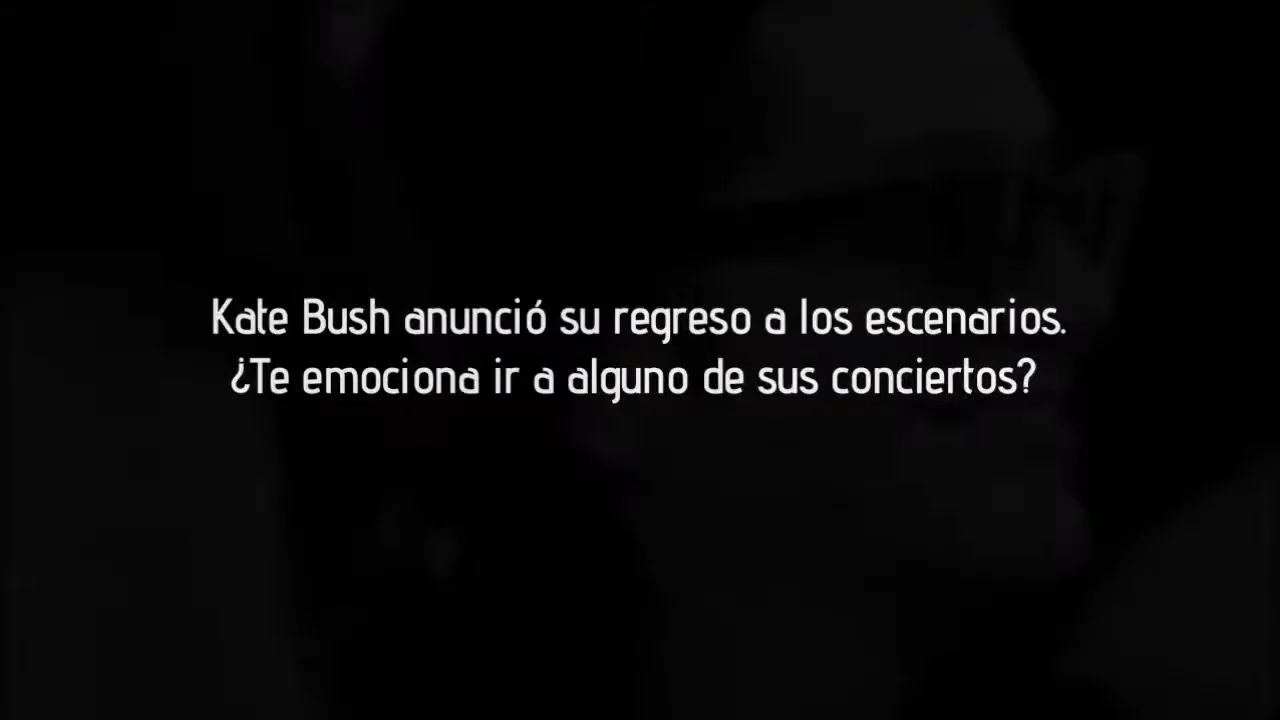 Kate Bush anunció su regreso a los escenarios.
¿Te emociona ir a alguno de sus conciertos?